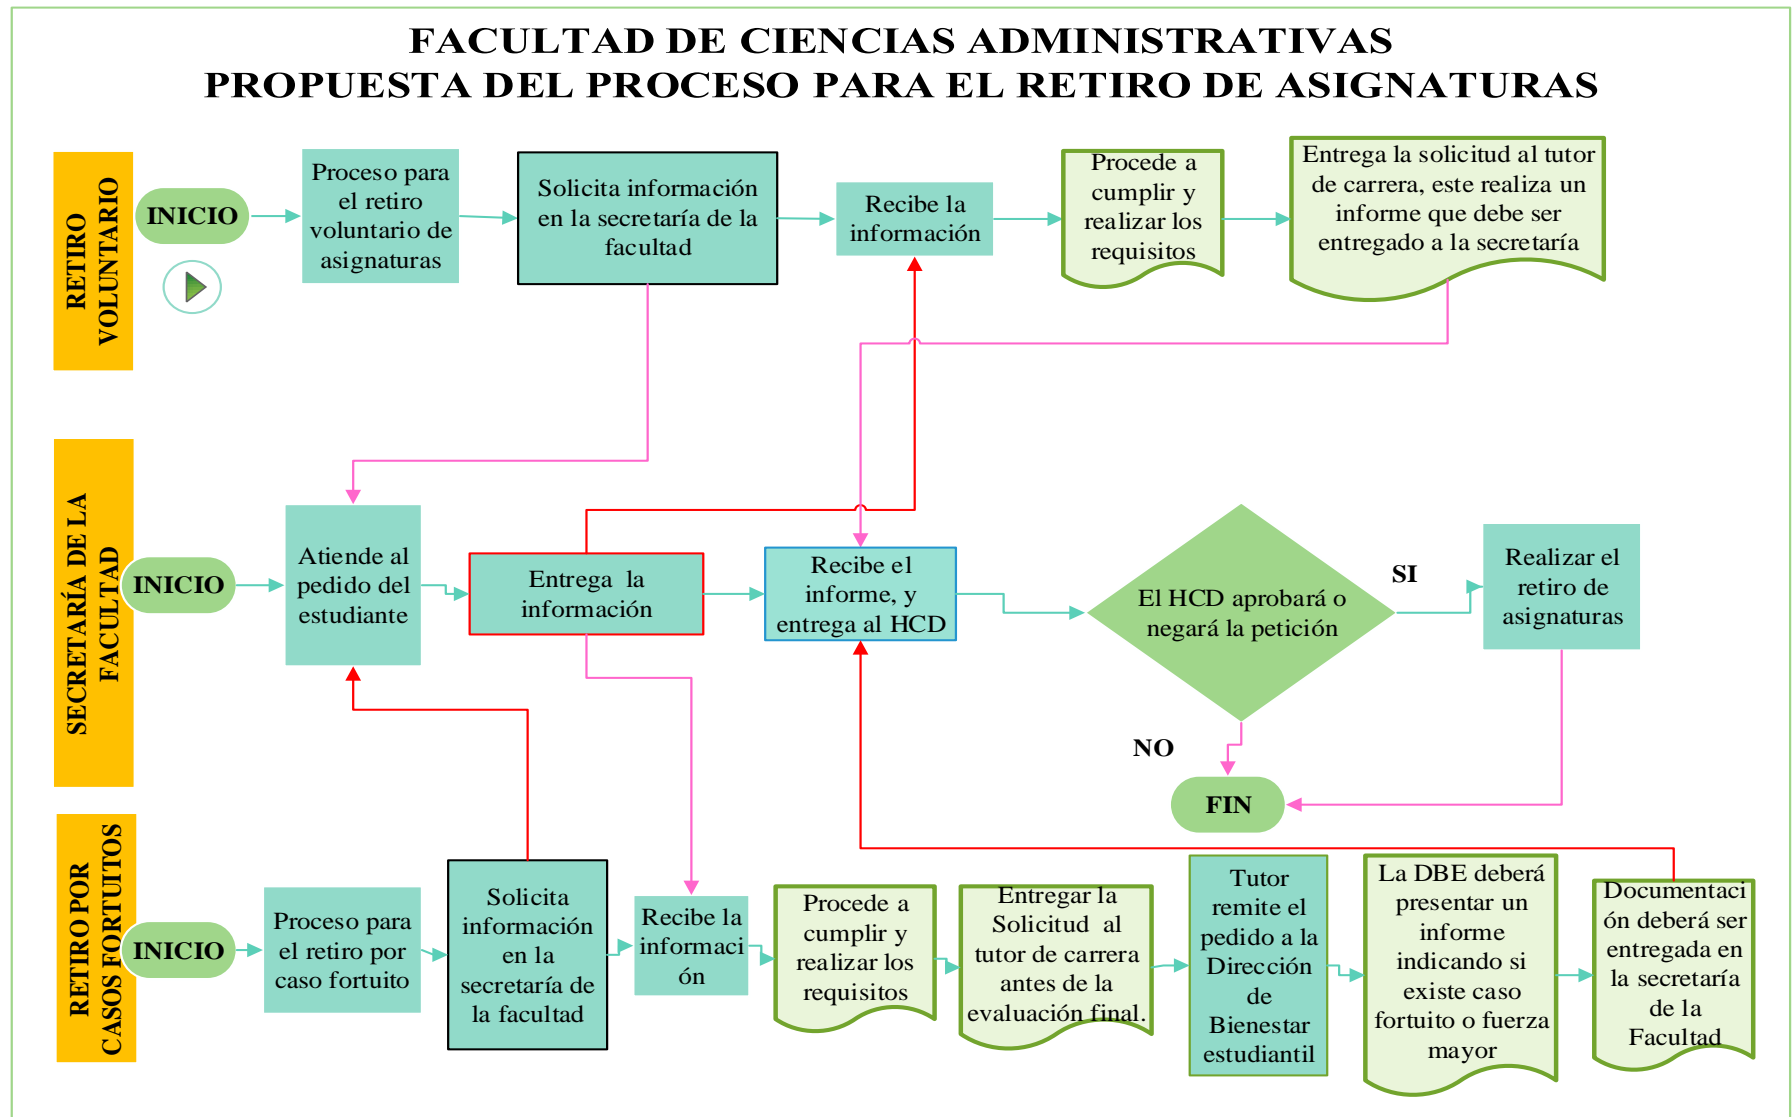 FACULTAD DE CIENCIAS ADMINISTRATIVAS
PROPUESTA DEL PROCESO PARA EL RETIRO DE ASIGNATURAS
RETIRO
VOLUNTARIO
INICIO
Proceso para
el retiro
voluntario de
asignaturas
Solicita información
en la secretaría de la
facultad
Recibe la
información
Procede a
cumplir y
realizar los
requisitos
Entrega la solicitud al tutor
de carrera, este realiza un
informe que debe ser
entregado a la secretaría
SECRETARÍA DE LA
FACULTAD
INICIO
Atiende al
pedido del
estudiante
Entrega la
información
Recibe el
informe, y
entrega al HCD
El HCD aprobará o
negará la petición
SI
Realizar el
retiro de
asignaturas
NO
FIN
RETIRO POR
CASOS FORTUITOS
INICIO
Proceso para
el retiro por
caso fortuito
Solicita
información
en la
secretaría de
la facultad
Recibe la
informaci
ón
Procede a
cumplir y
realizar los
requisitos
Entregar la
Solicitud al
tutor de carrera
antes de la
evaluación final.
Tutor
remite el
pedido a la
Dirección
de
Bienestar
estudiantil
La DBE deberá
presentar un
informe
indicando si
existe caso
fortuito o fuerza
mayor
Documentaci
ón deberá ser
entregada en
la secretaría
de la
Facultad